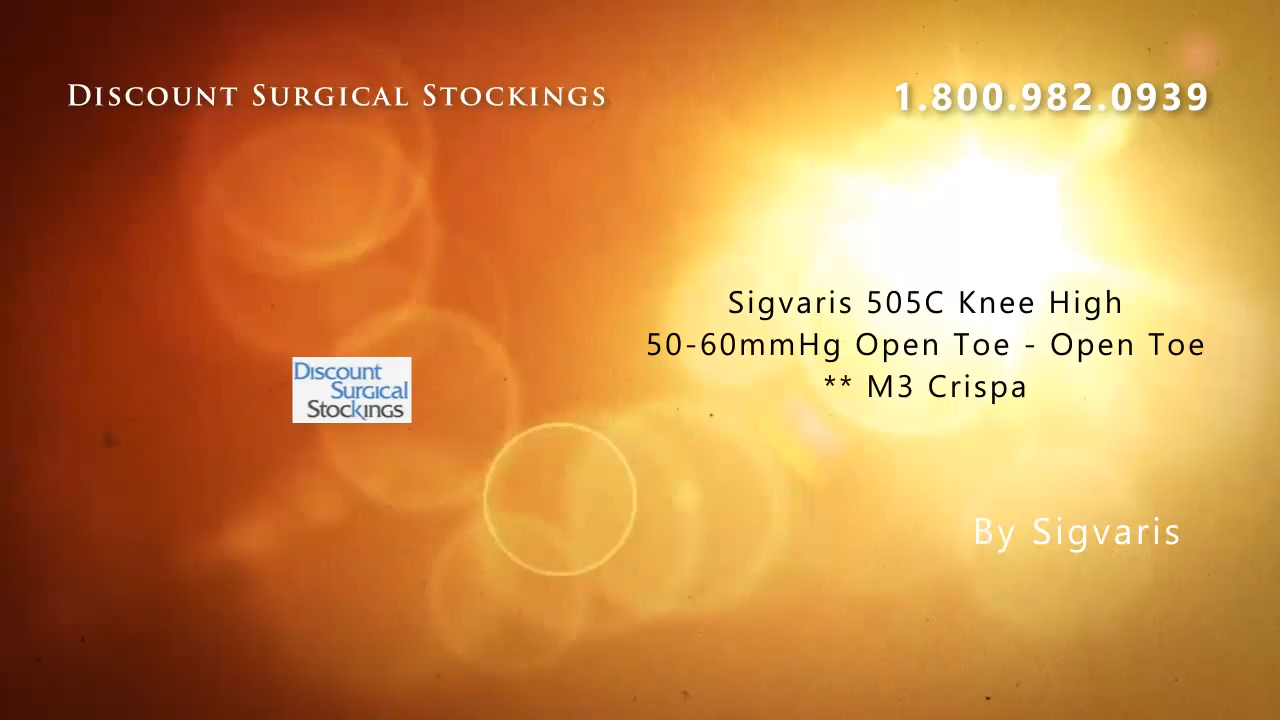 Discount Surgical Stockings
1.800.982.0939
Sigvaris 505C Knee High
50-60mmHg Open Toe - Open Toe
** M3 Crispa
Discount
Surgical
Stockings
By Sigvaris